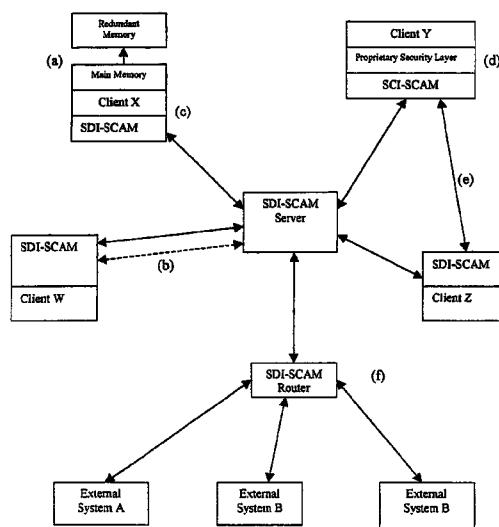 Redundant
Memory
(a)
Main Memory
Client X
(c)
SDI-SCAM
Client Y
Proprietary Security Layer
(d)
SCI-SCAM
(e)
SDI-SCAM
Server
SDI-SCAM
(b)
Client W
SDI-SCAM
Client Z
SDI-SCAM
Router
(f)
External
System A
External
System B
External
System B